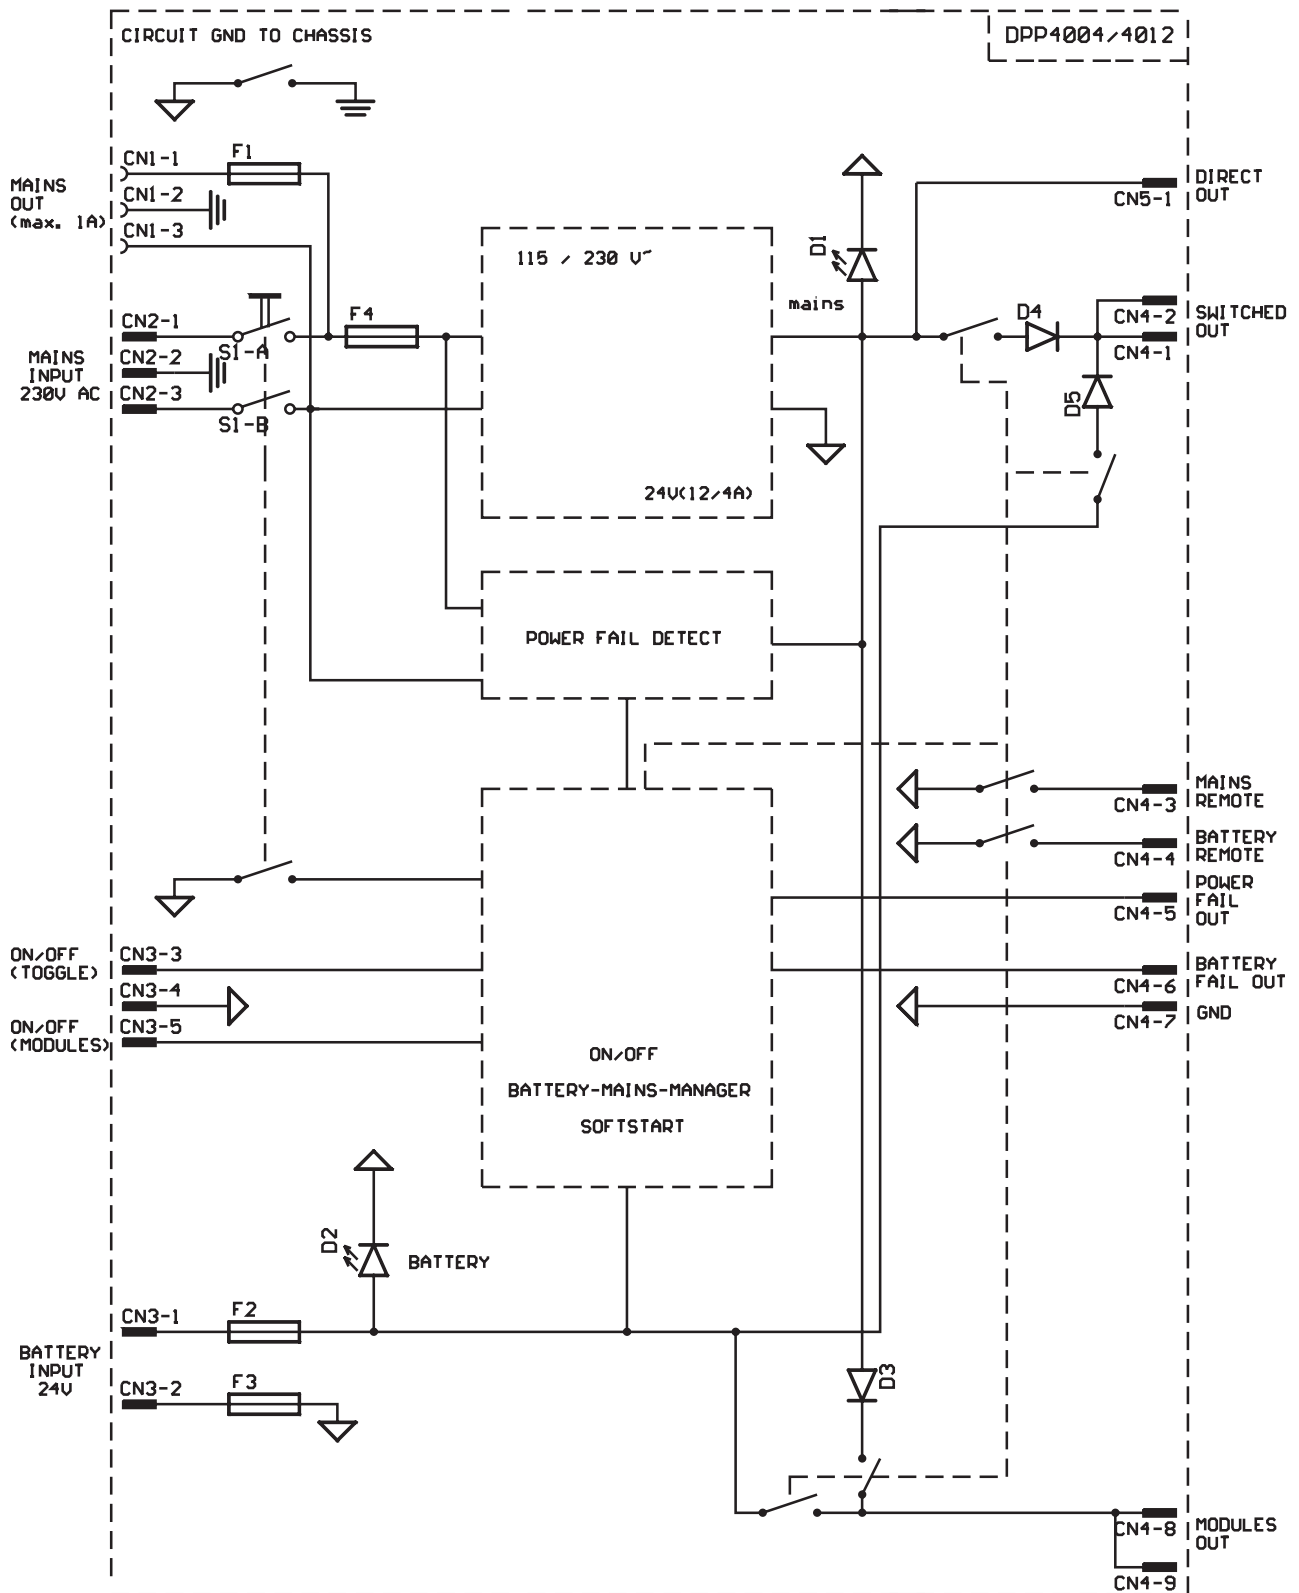 CIRCUIT GND TO CHASSIS
DPP4004/4012
CN1-1
F1
MAINS
OUT
(max. 1A)
CN1-2
CN1-3
DIRECT
OUT
CN5-1
115 / 230 V~
D1
mains
CN2-1
S1-A
F4
D4
CN4-2
SWITCHED
OUT
CN4-1
MAINS
INPUT
230V AC
CN2-2
CN2-3
S1-B
D5
24V(12/4A)
POWER FAIL DETECT
MAINS
REMOTE
CN4-3
BATTERY
REMOTE
CN4-4
POWER
FAIL
OUT
CN4-5
ON/OFF
(TOGGLE)
CN3-3
BATTERY
FAIL OUT
CN4-6
CN3-4
GND
CN4-7
ON/OFF
(MODULES)
CN3-5
ON/OFF
BATTERY-MAINS-MANAGER
SOFTSTART
D2
BATTERY
CN3-1
F2
BATTERY
INPUT
24V
CN3-2
F3
D3
CN4-8
MODULES
OUT
CN4-9